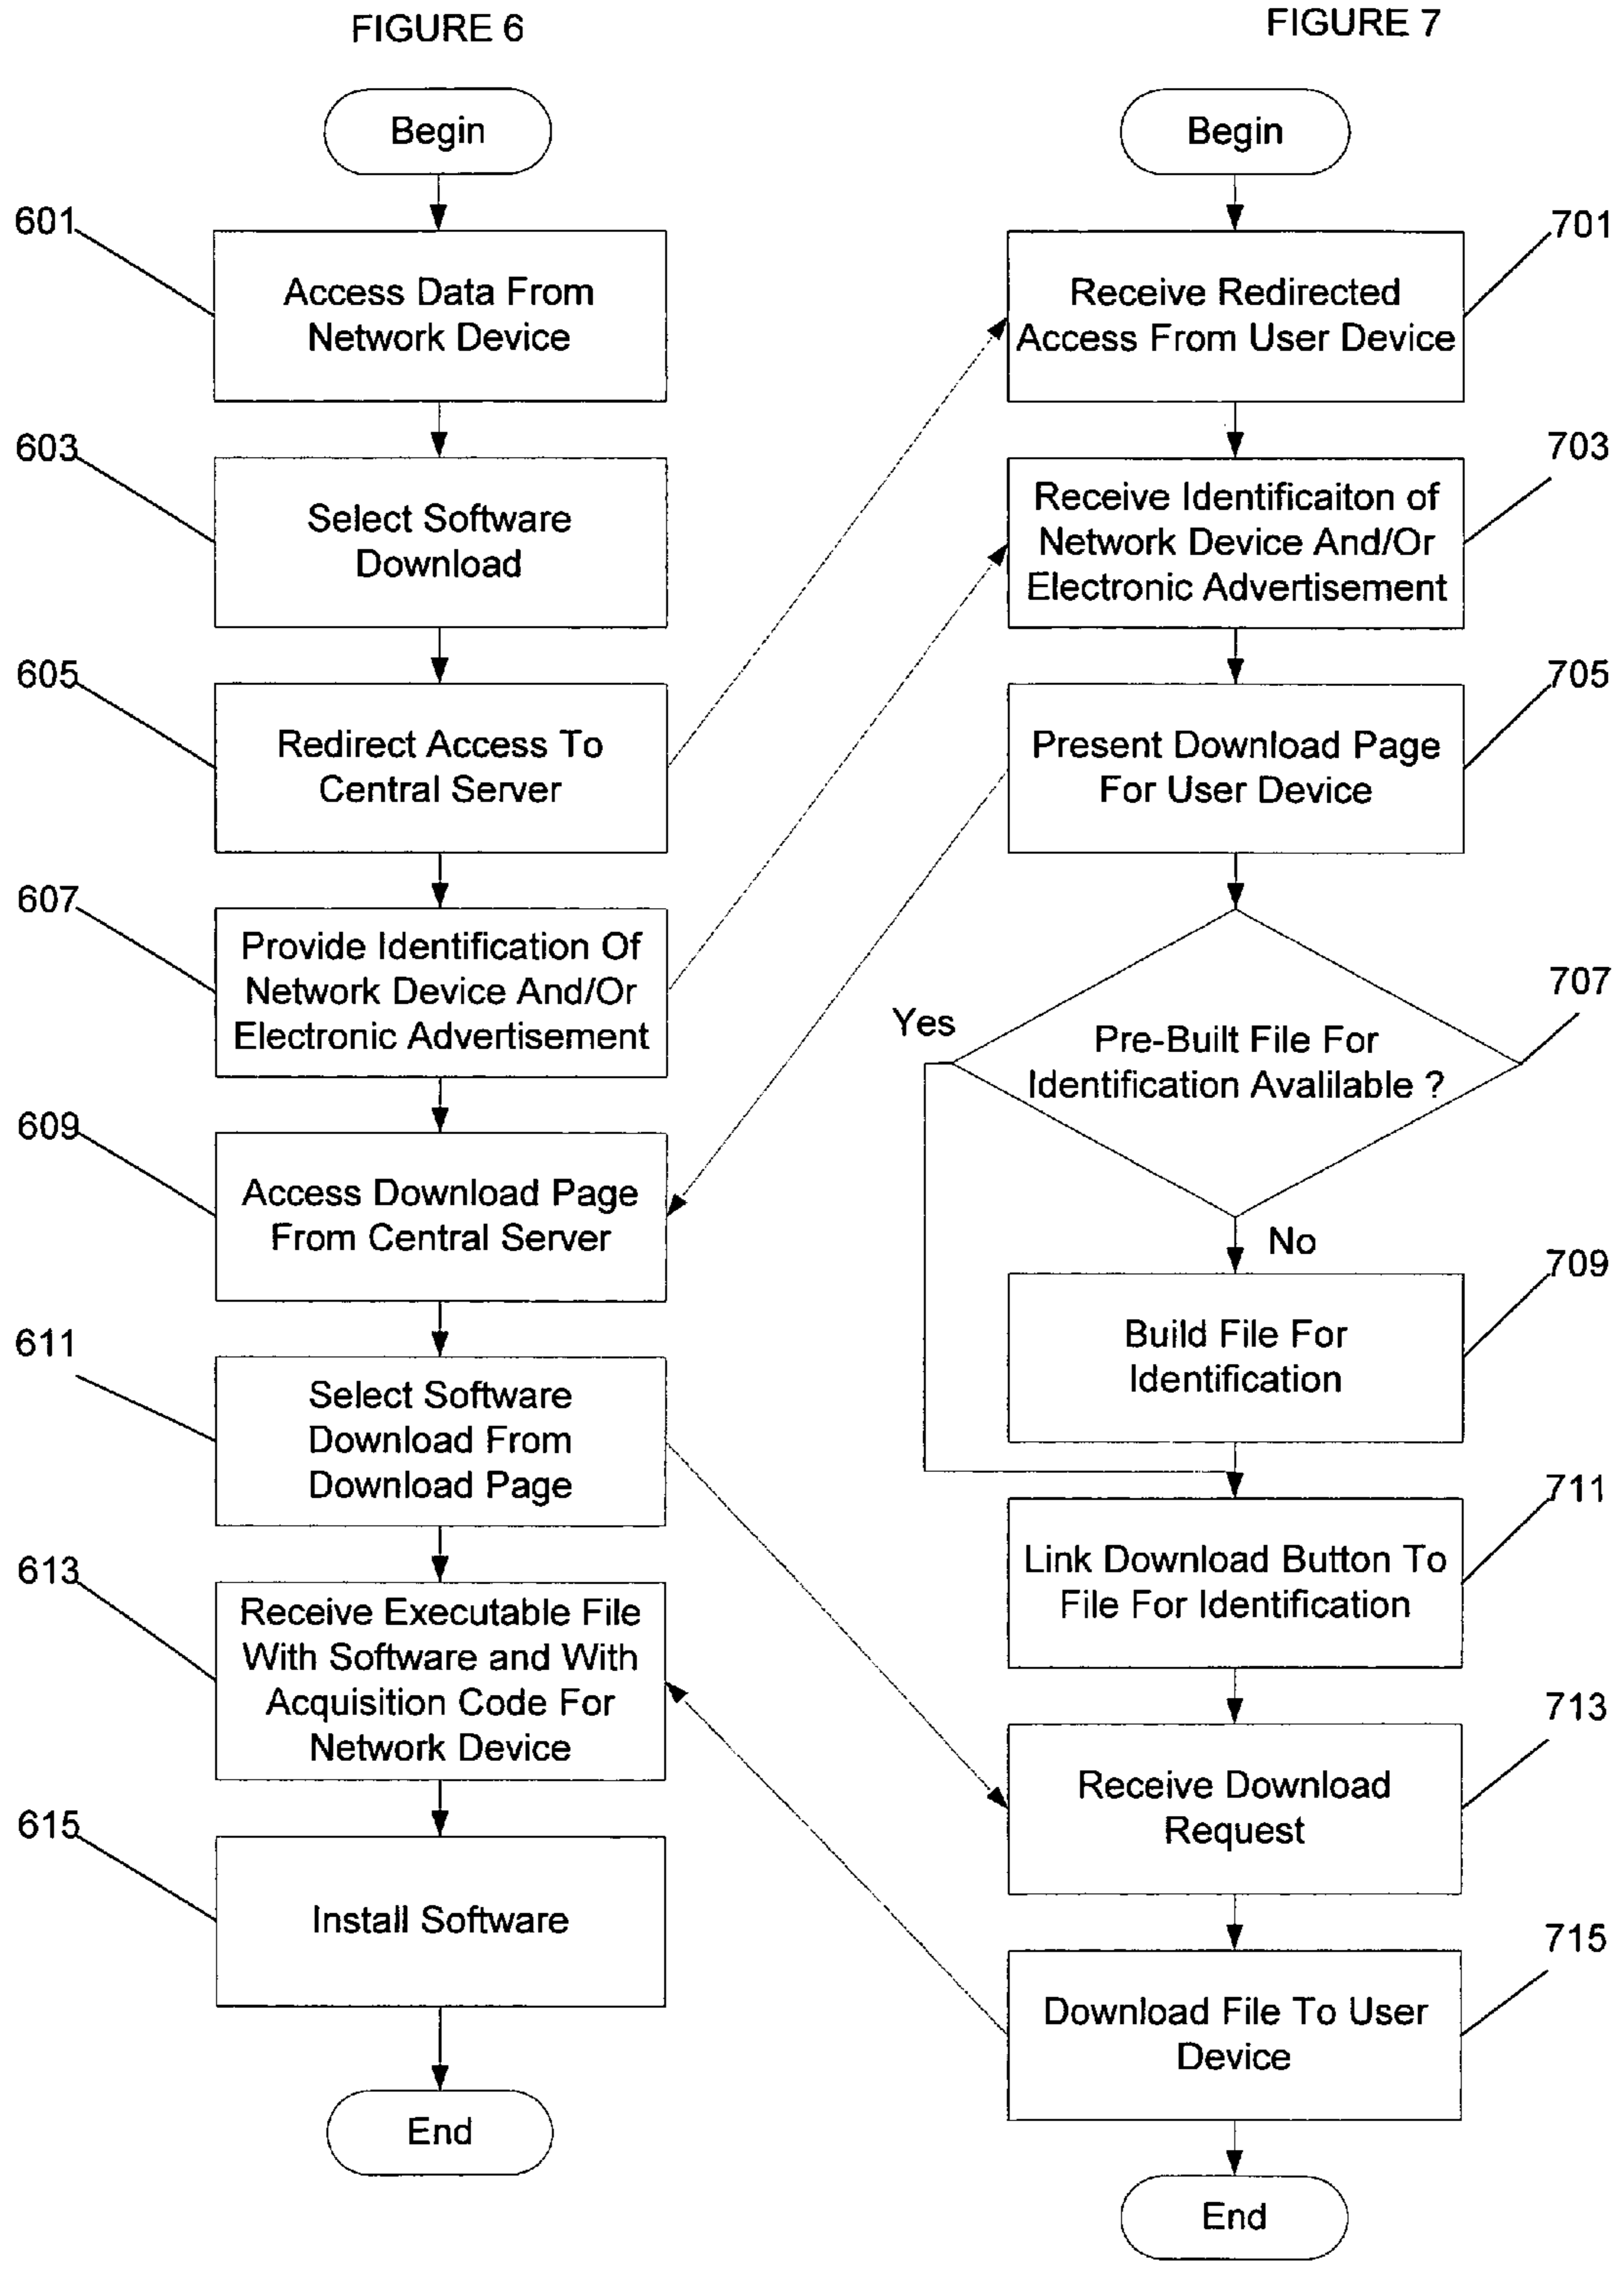 FIGURE 6
Begin
601
Access Data From
Network Device
603
Select Software
Download
605
Redirect Access To
Central Server
607
Provide Identification Of
Network Device And/Or
Electronic Advertisement
609
Access Download Page
From Central Server
611
Select Software
Download From
Download Page
613
Receive Executable File
With Software and With
Acquisition Code For
Network Device
615
Install Software
End
FIGURE 7
Begin
701
Receive Redirected
Access From User Device
703
Receive Identificaiton of
Network Device And/Or
Electronic Advertisement
705
Present Download Page
For User Device
707
Yes
Pre-Built File For
Identification Avalilable ?
No
709
Build File For
Identification
711
Link Download Button To
File For Identification
713
Receive Download
Request
715
Download File To User
Device
End